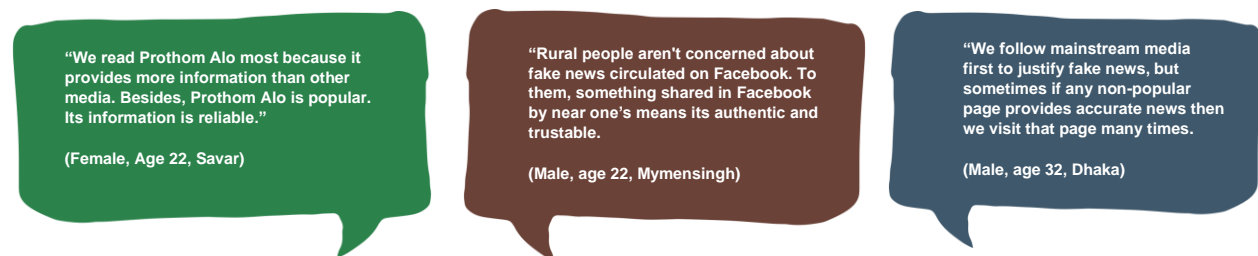 “We read Prothom Alo most because it
provides more information than other
media. Besides, Prothom Alo is popular.
Its information is reliable.”
(Female, Age 22, Savar)
“Rural people aren't concerned about
fake news circulated on Facebook. To
them, something shared in Facebook
by near one’s means its authentic and
trustable.
(Male, age 22, Mymensingh)
“We follow mainstream media
first to justify fake news, but
sometimes if any non-popular
page provides accurate news then
we visit that page many times.
(Male, age 32, Dhaka)